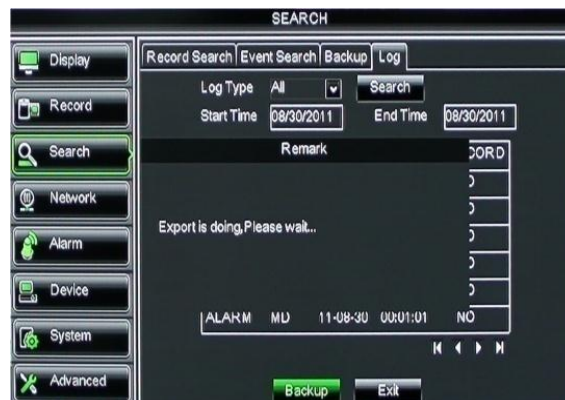 SEARCH
Display
Record
Search
Network
Alarm
Device
System
Advanced
Record Search Event Search Backup Log
Log Type All Search
Start Time 08/30/2011 End Time 08/30/2011
Remark
CORD
Export is doing,Please wait...
ALARM MD 11-08-30 00:01:01 NO
Backup Exit